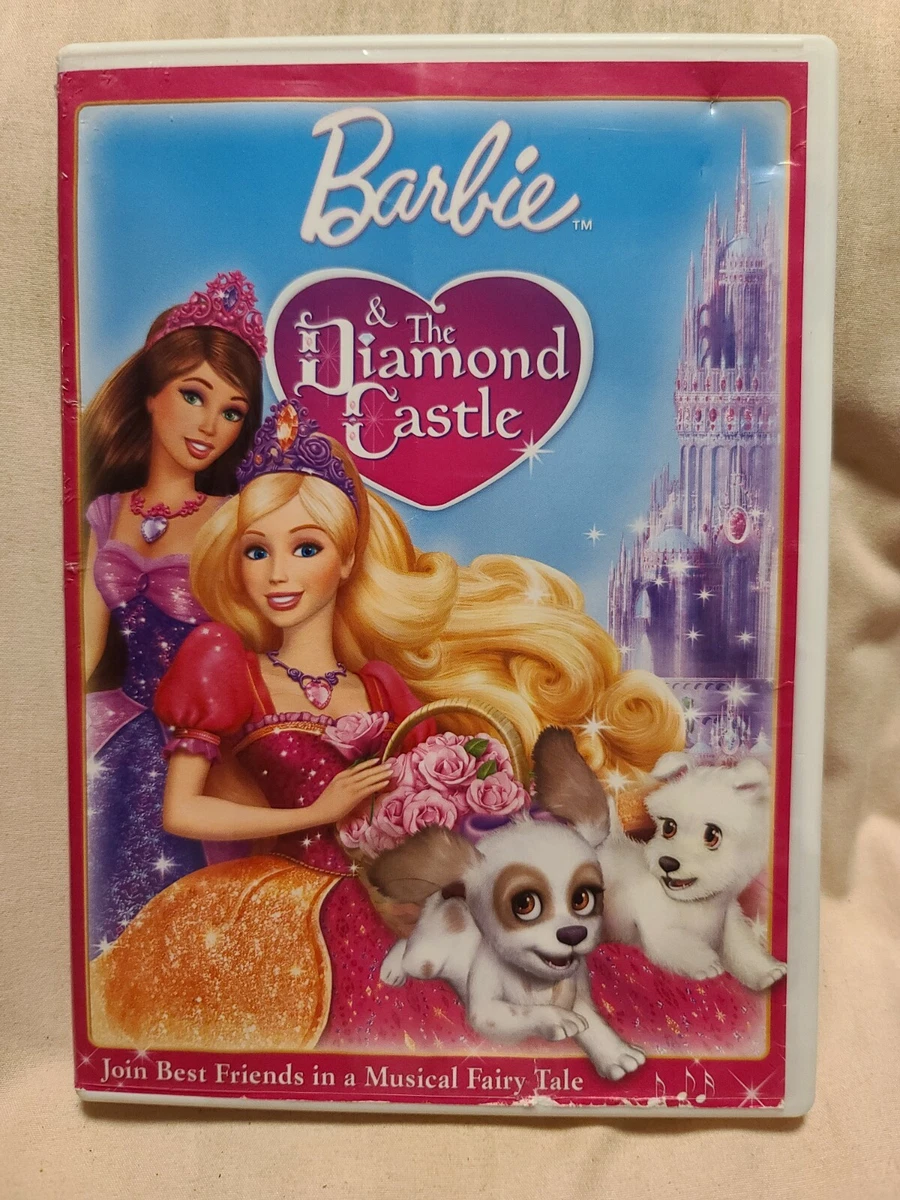 Barbie™
& The
Diamond
Castle
Join Best Friends in a Musical Fairy Tale